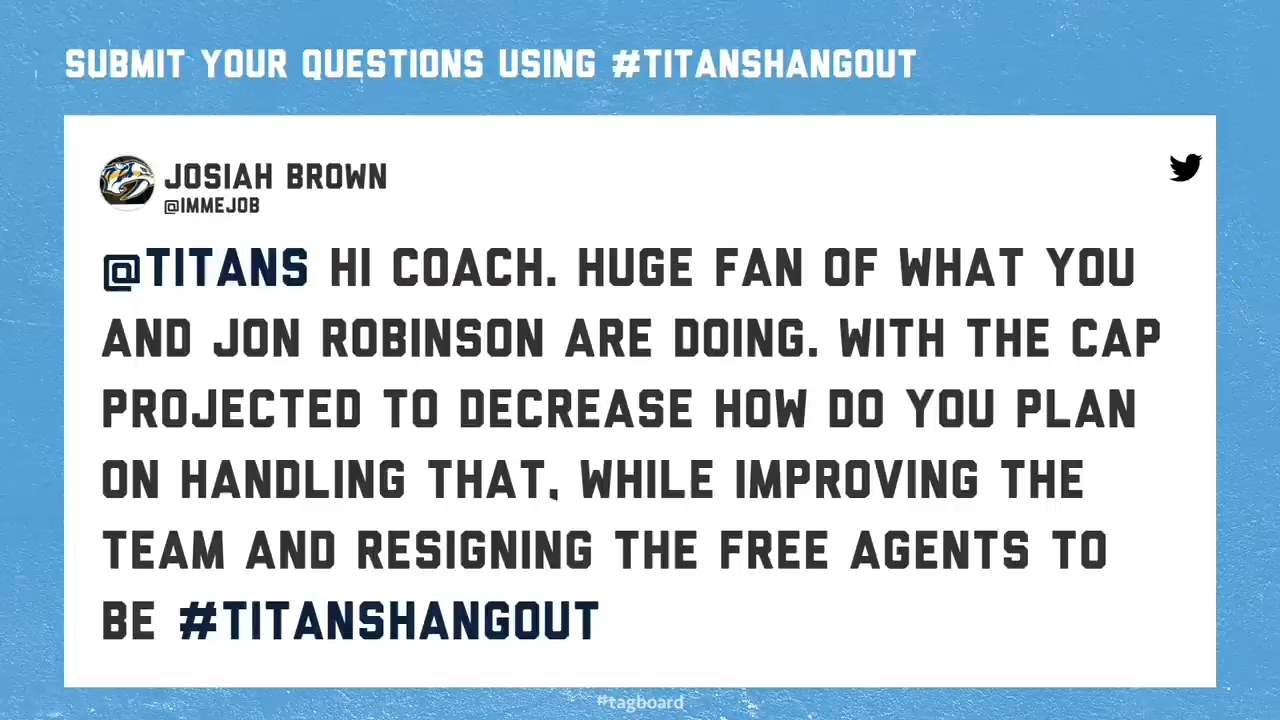 SUBMIT YOUR QUESTIONS USING #TITANSHANGOUT
JOSIAH BROWN
@IMMEJOB
@TITANS HI COACH. HUGE FAN OF WHAT YOU
AND JON ROBINSON ARE DOING. WITH THE CAP
PROJECTED TO DECREASE HOW DO YOU PLAN
ON HANDLING THAT, WHILE IMPROVING THE
TEAM AND RESIGNING THE FREE AGENTS TO
BE #TITANSHANGOUT
#tagboard